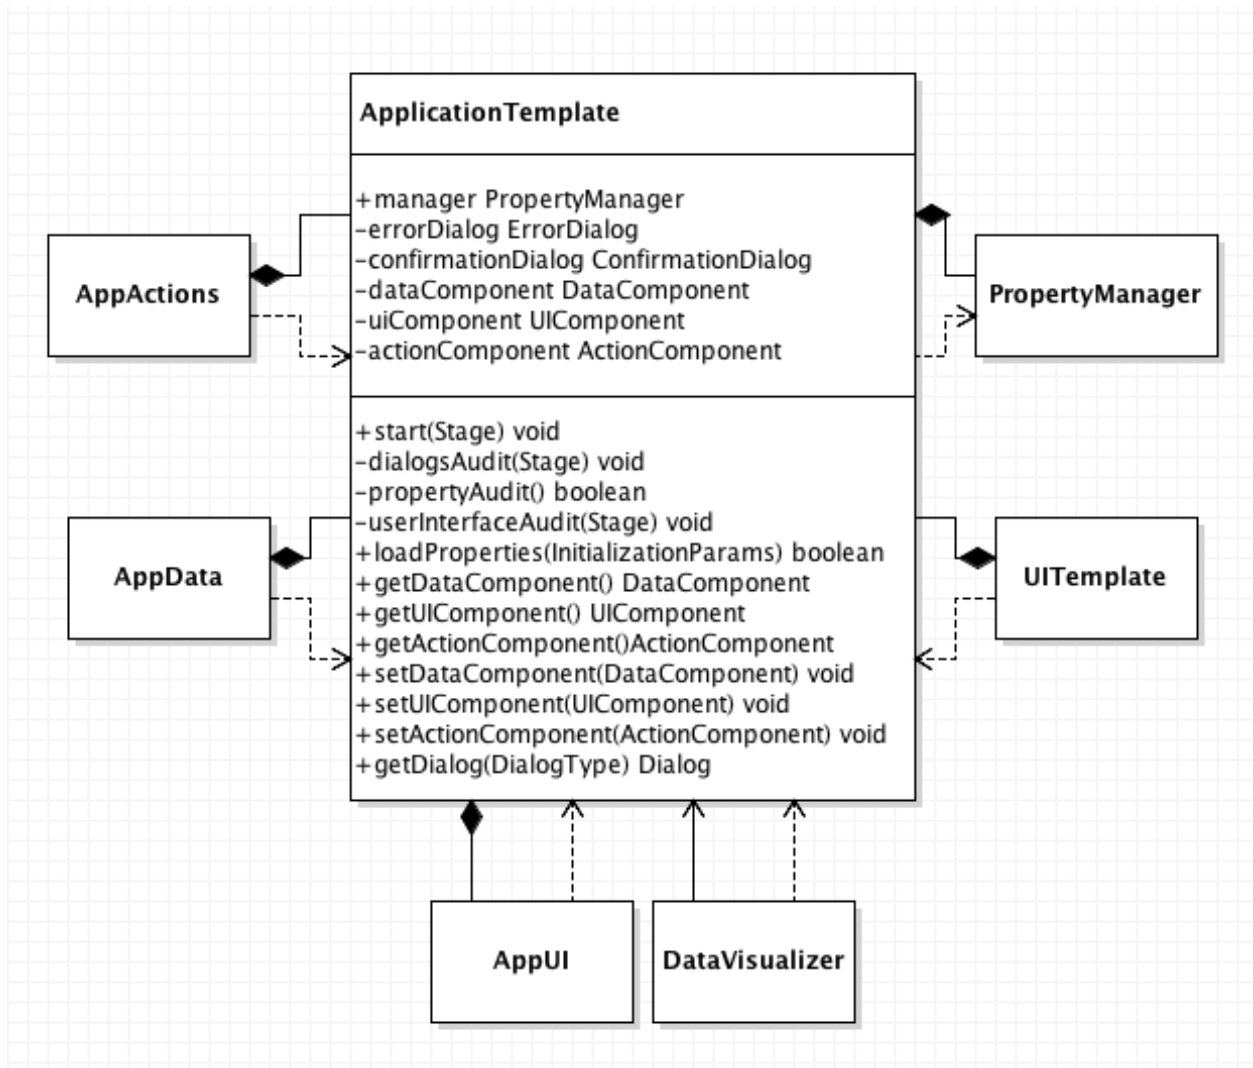 ApplicationTemplate
+manager PropertyManager
-errorDialog ErrorDialog
-confirmationDialog ConfirmationDialog
-dataComponent DataComponent
-uiComponent UIComponent
-actionComponent ActionComponent
+start(Stage) void
-dialogsAudit(Stage) void
-propertyAudit() boolean
-userInterfaceAudit(Stage) void
+loadProperties(InitializationParams) boolean
+getDataComponent() DataComponent
+getUIComponent() UIComponent
+getActionComponent()ActionComponent
+setDataComponent(DataComponent) void
+setUIComponent(UIComponent) void
+setActionComponent(ActionComponent) void
+getDialog(DialogType) Dialog
AppActions
PropertyManager
AppData
UITemplate
AppUI
DataVisualizer